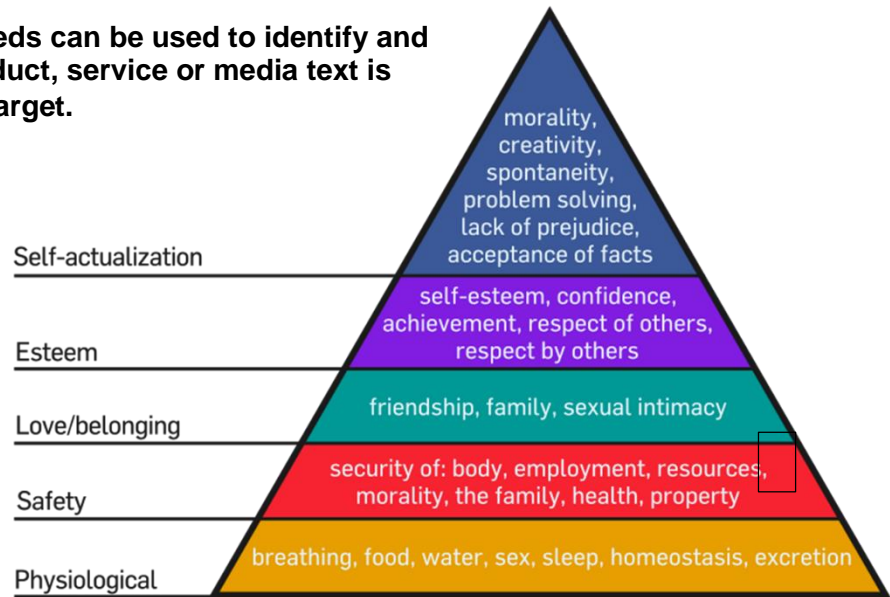 eds can be used to identify and
duct, service or media text is
arget.
morality,
creativity,
spontaneity,
problem solving,
lack of prejudice,
acceptance of facts
Self-actualization
self-esteem, confidence,
achievement, respect of others,
respect by others
Esteem
friendship, family, sexual intimacy
Love/belonging
security of: body, employment, resources,
morality, the family, health, property
Safety
breathing, food, water, sex, sleep, homeostasis, excretion
Physiological